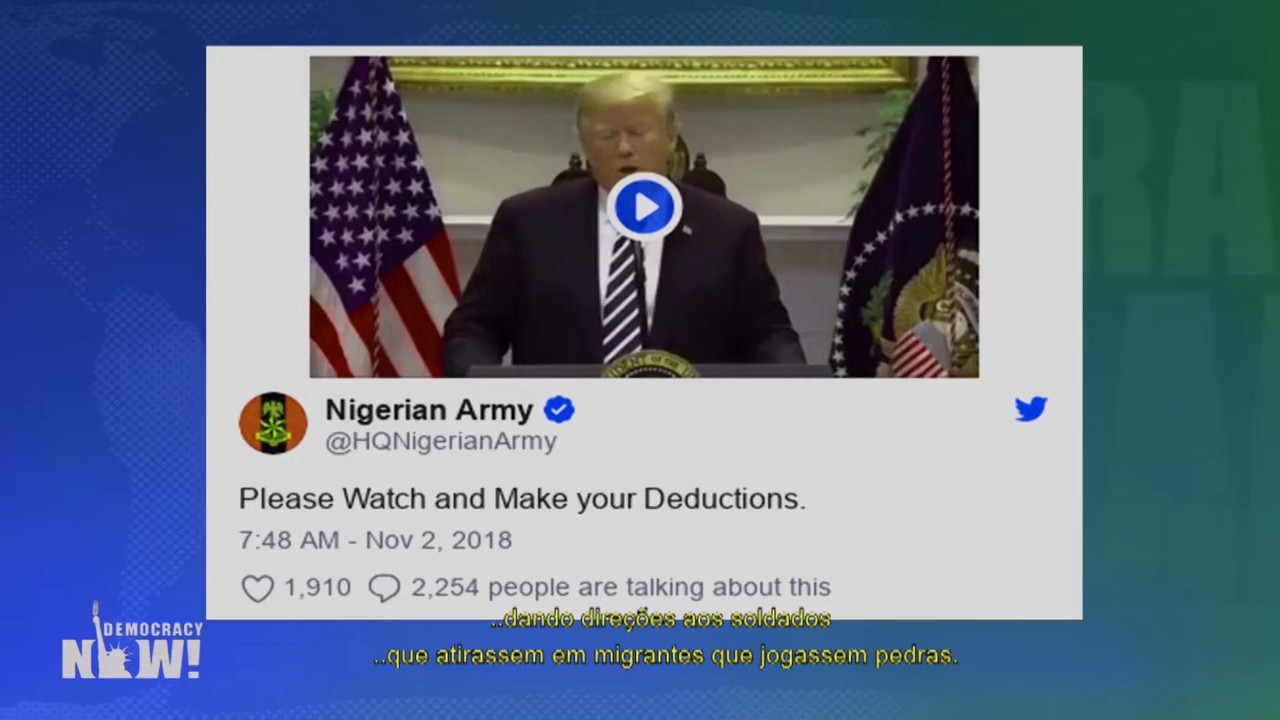 Nigerian Army
@HQNigerianArmy
Please Watch and Make your Deductions.
7:48 AM - Nov 2, 2018
1,910 2,254 people are talking about this
..dando direções aos soldados
..que atirassem em migrantes que jogassem pedras.
DEMOCRACY
NOW!